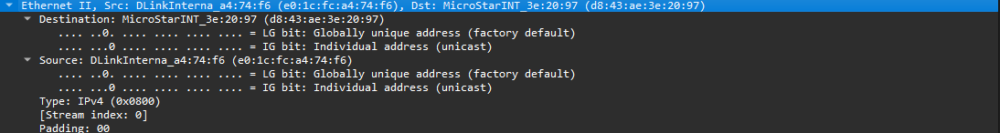 Ethernet II, Src: DLinkInterna_a4:74:f6 (e0:1c:fc:a4:74:f6), Dst: MicroStarINT_3e:20:97 (d8:43:ae:3e:20:97)
Destination: MicroStarINT_3e:20:97 (d8:43:ae:3e:20:97)
.... ..0. .... .... .... .... = LG bit: Globally unique address (factory default)
.... ...0 .... .... .... .... = IG bit: Individual address (unicast)
Source: DLinkInterna_a4:74:f6 (e0:1c:fc:a4:74:f6)
.... ..0. .... .... .... .... = LG bit: Globally unique address (factory default)
.... ...0 .... .... .... .... = IG bit: Individual address (unicast)
Type: IPv4 (0x0800)
[Stream index: 0]
Padding: 00